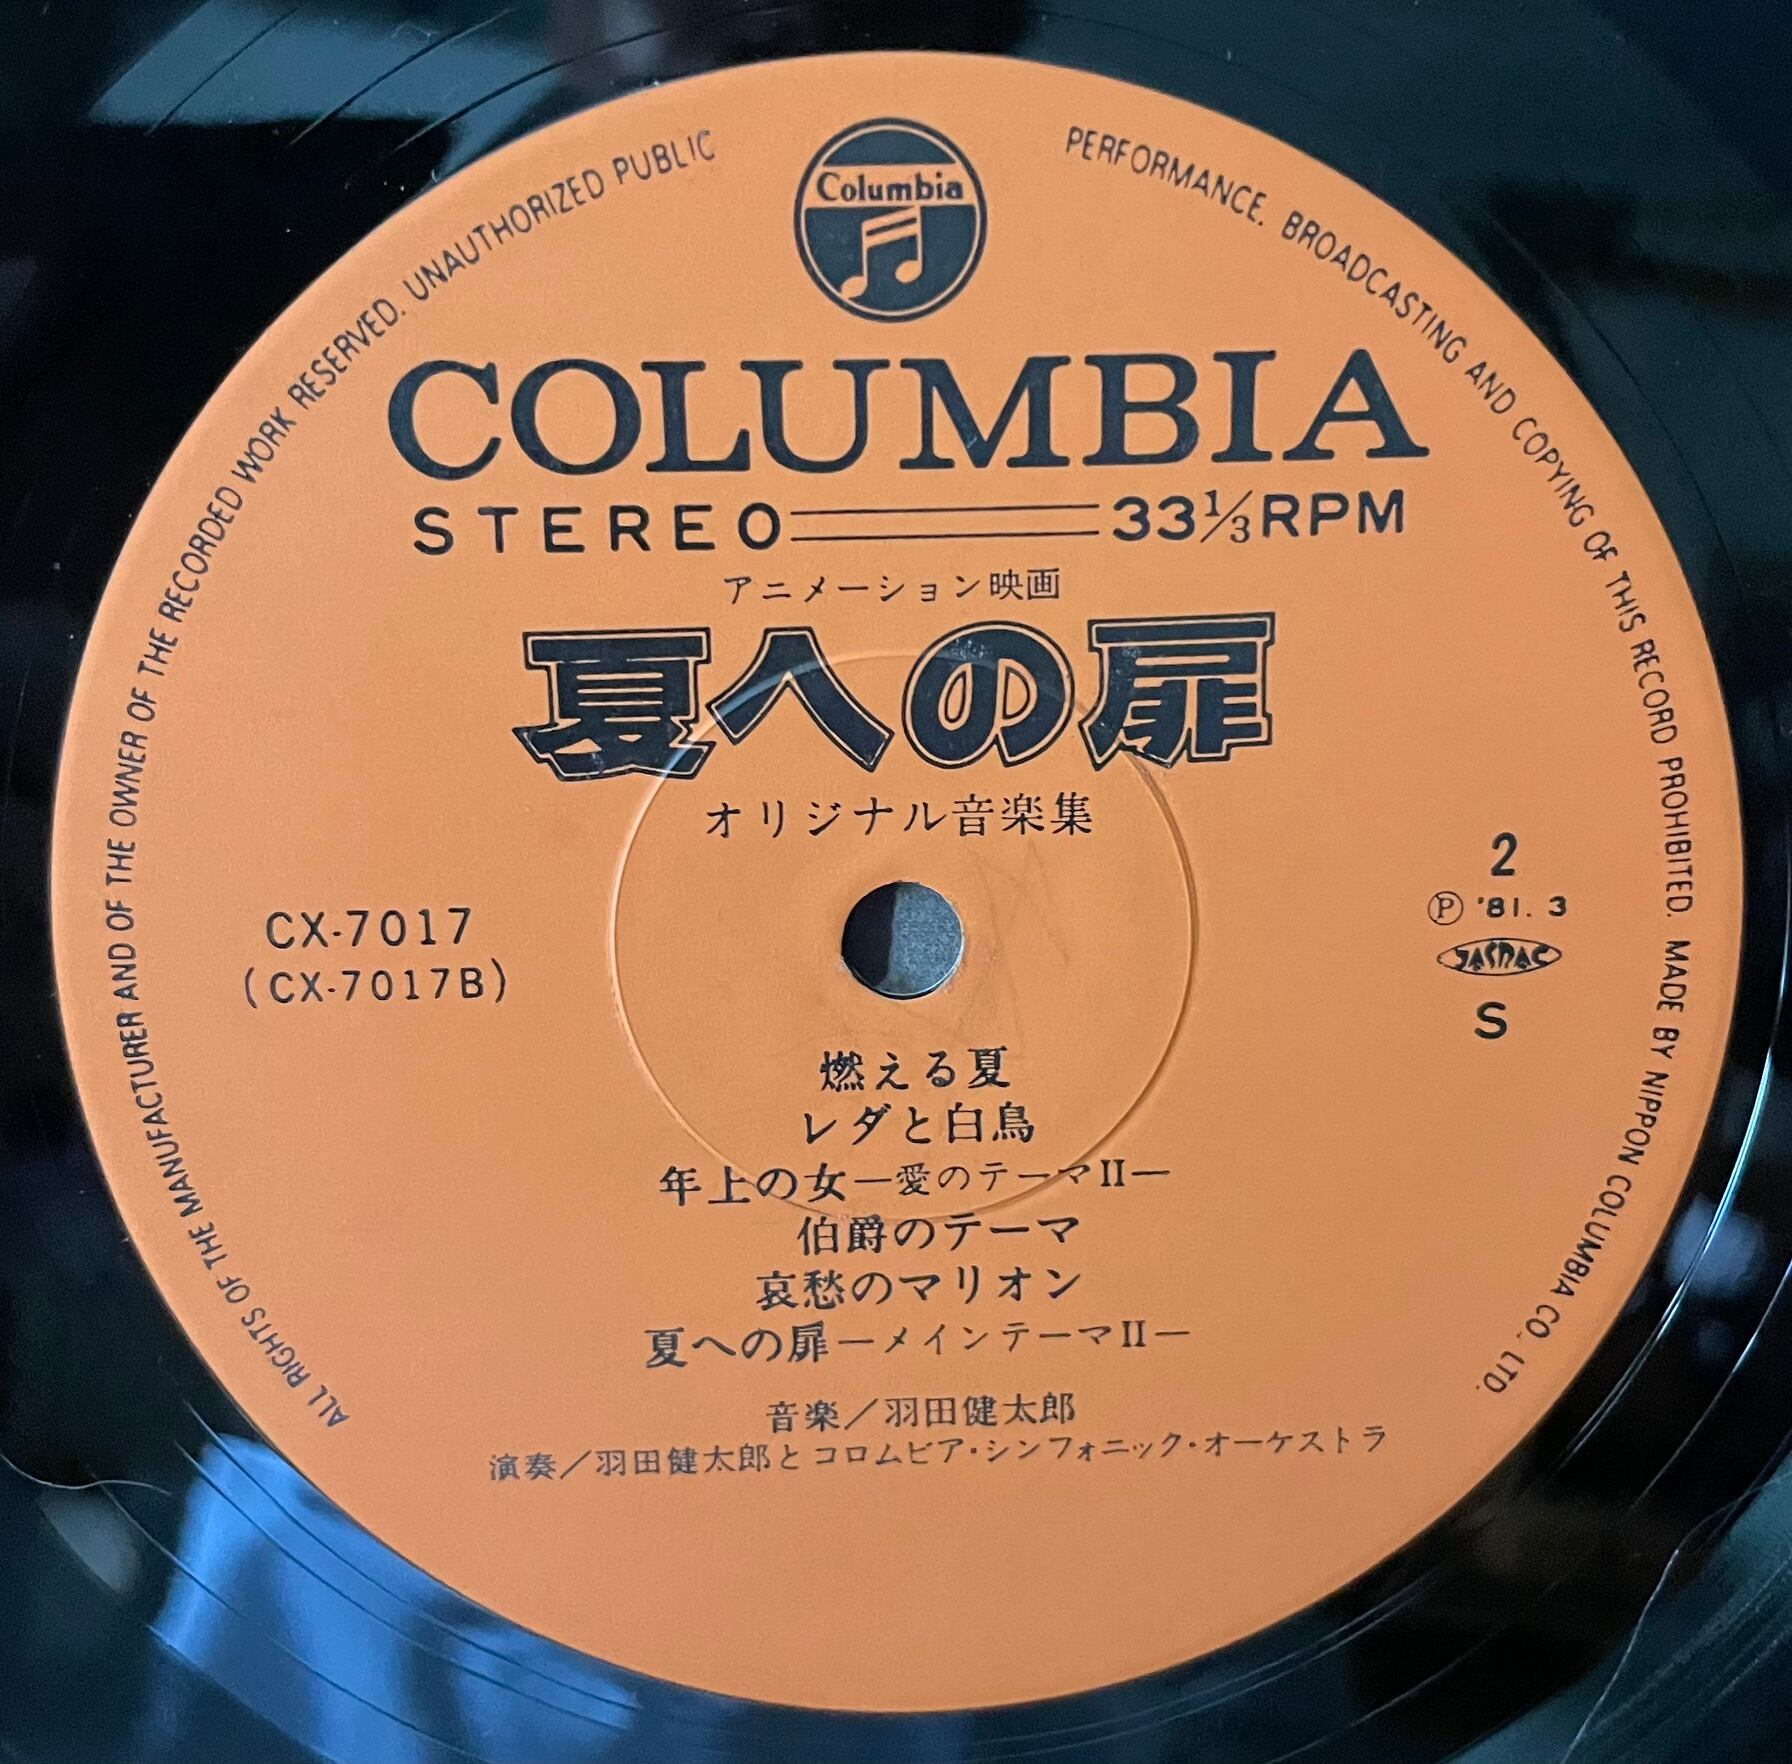 Columbia
ALL RIGHTS OF THE MANUFACTURER AND OF THE OWNER OF THE RECORDED WORK RESERVED. UNAUTHORIZED PUBLIC PERFORMANCE. BROADCASTING AND COPYING OF THIS RECORD PROHIBITED. MADE BY NIPPON COLUMBIA CO., LTD.
COLUMBIA
STEREO 33⅓RPM
アニメーション映画
夏への扉
オリジナル音楽集
CX-7017
(CX-7017B)
2
Ⓟ '81. 3
JASRAC
S
燃える夏
レダと白鳥
年上の女—愛のテーマII—
伯爵のテーマ
哀愁のマリオン
夏への扉—メインテーマII—
音楽／羽田健太郎
演奏／羽田健太郎とコロムビア・シンフォニック・オーケストラ